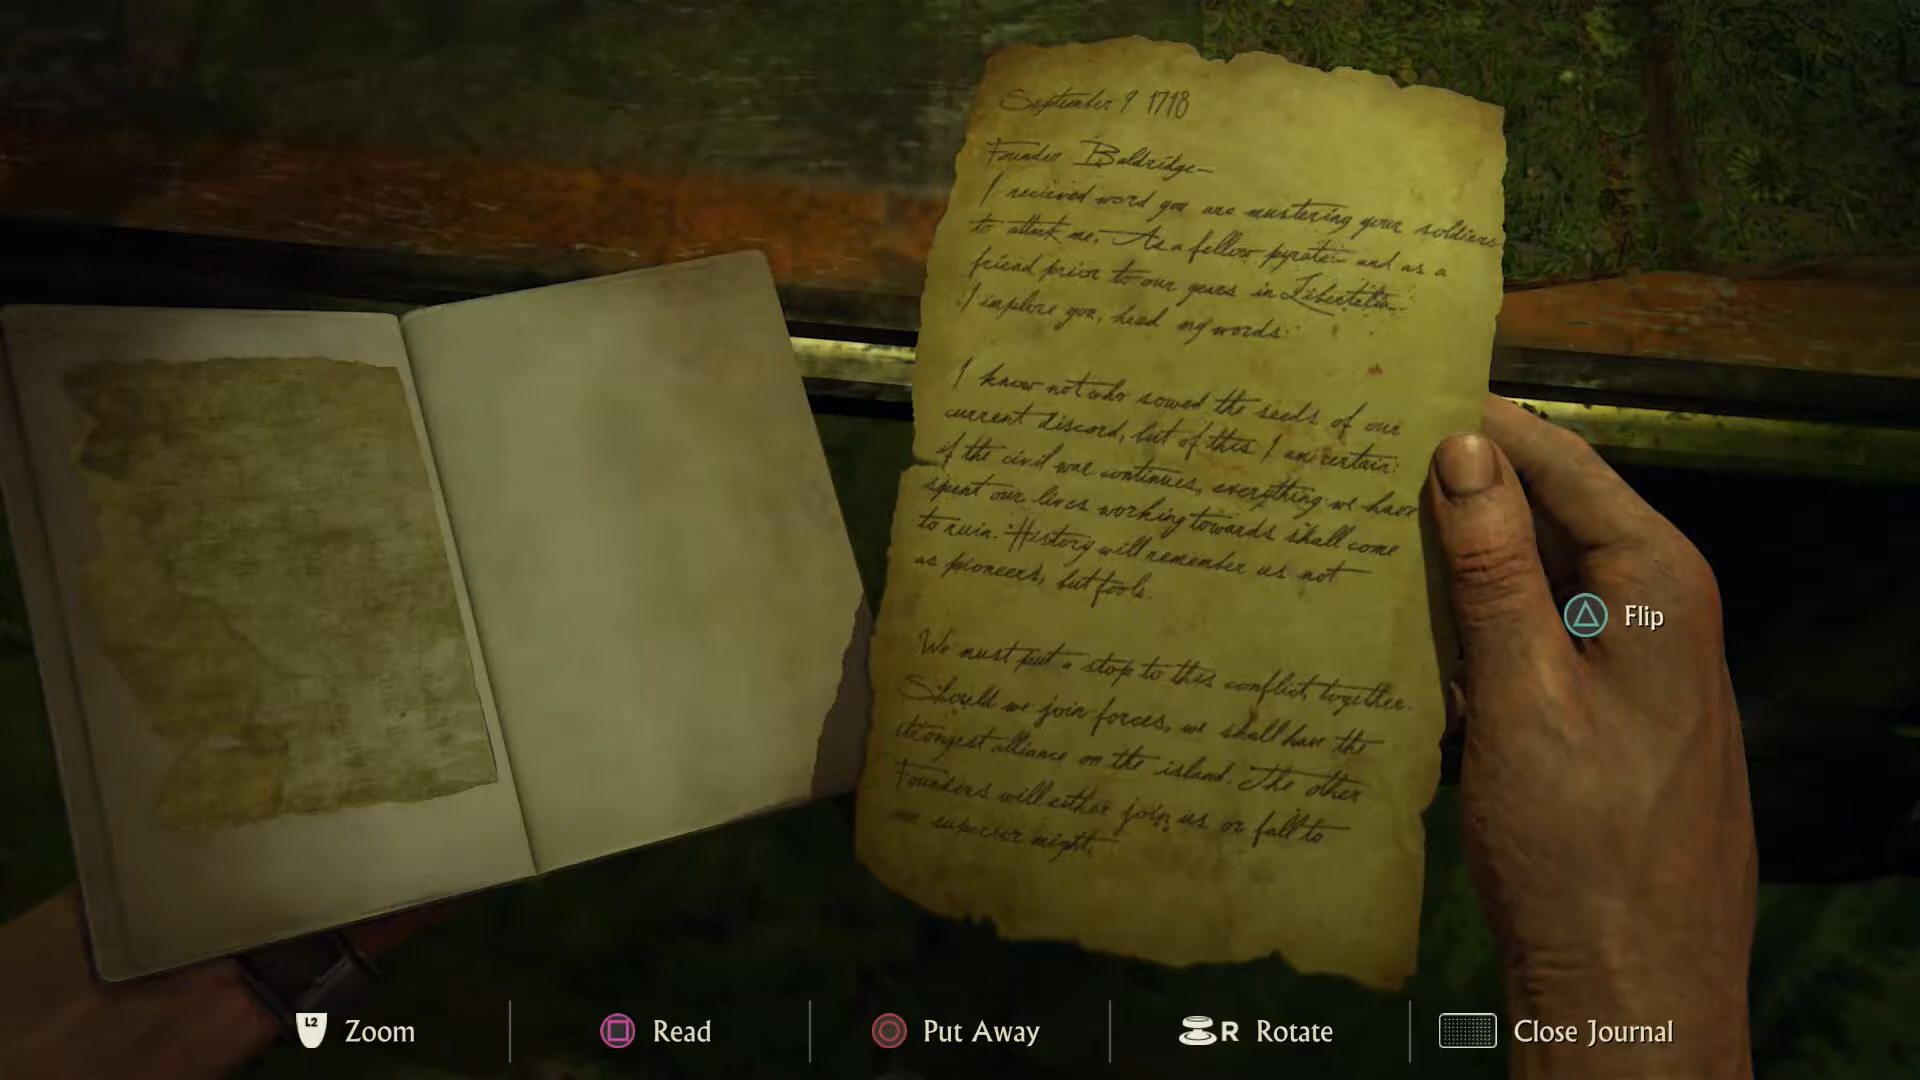 September 9 1718
Founder Baldridge—
I recieved word you are mustering your soldiers
to attack me. As a fellow pyrate— and as a
friend prior to our years in Libertalia—
I implore you, heed my words:
I know not who sowed the seeds of our
current discord, but of this I am certain:
if the civil war continues, everything we have
spent our lives working towards shall come
to ruin. History will remember us not
as pioneers, but fools.
We must put a stop to this conflict, together.
Should we join forces, we shall have the
strongest alliance on the island. The other
Founders will either join us or fall to
our superior might.
Flip
L2 Zoom
Read
Put Away
R Rotate
Close Journal